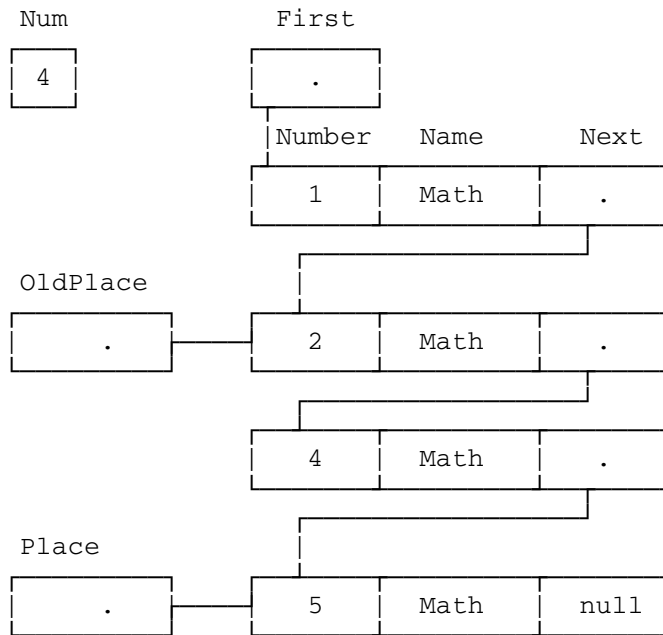 Num First
4 .
Number Name Next
1 Math .
OldPlace
. 2 Math .
4 Math .
Place
. 5 Math null